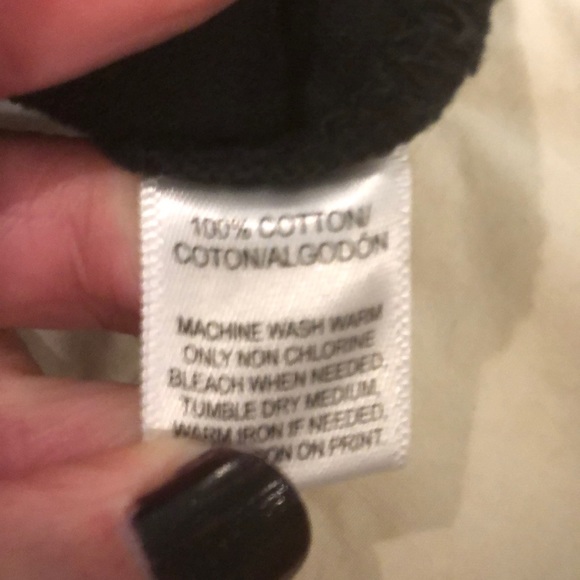 100% COTTON/
COTON/ALGODÓN
MACHINE WASH WARM
ONLY NON CHLORINE
BLEACH WHEN NEEDED,
TUMBLE DRY MEDIUM,
WARM IRON IF NEEDED,
ON PRINT